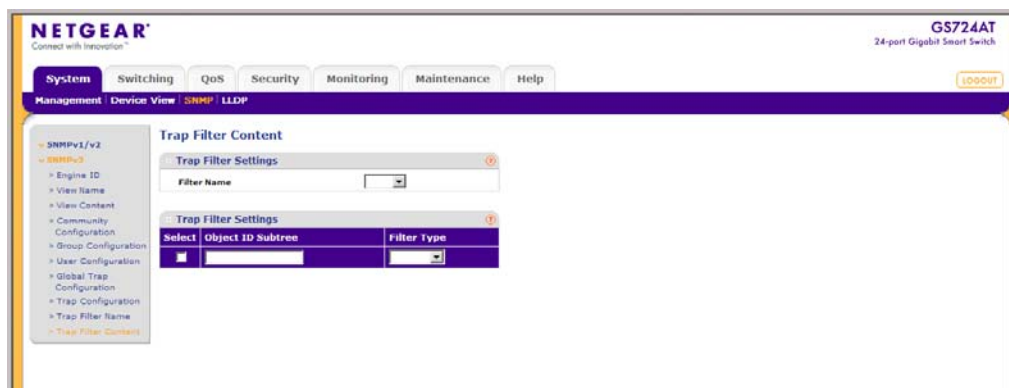 NETGEAR
Connect with Innovation™
GS724AT
24-port Gigabit Smart Switch
System Switching QoS Security Monitoring Maintenance Help
LOGOUT
Management Device View SNMP LLDP
SNMPv1/v2
SNMPv3
Engine ID
View Name
View Content
Community
Configuration
Group Configuration
User Configuration
Global Trap
Configuration
Trap Configuration
Trap Filter Name
Trap Filter Content
Trap Filter Content
Trap Filter Settings
Filter Name
Trap Filter Settings
Select Object ID Subtree Filter Type